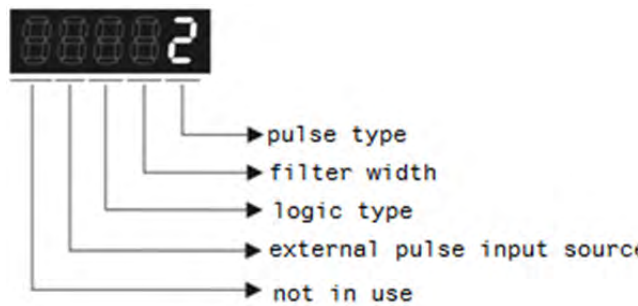 2
pulse type
filter width
logic type
external pulse input source
not in use